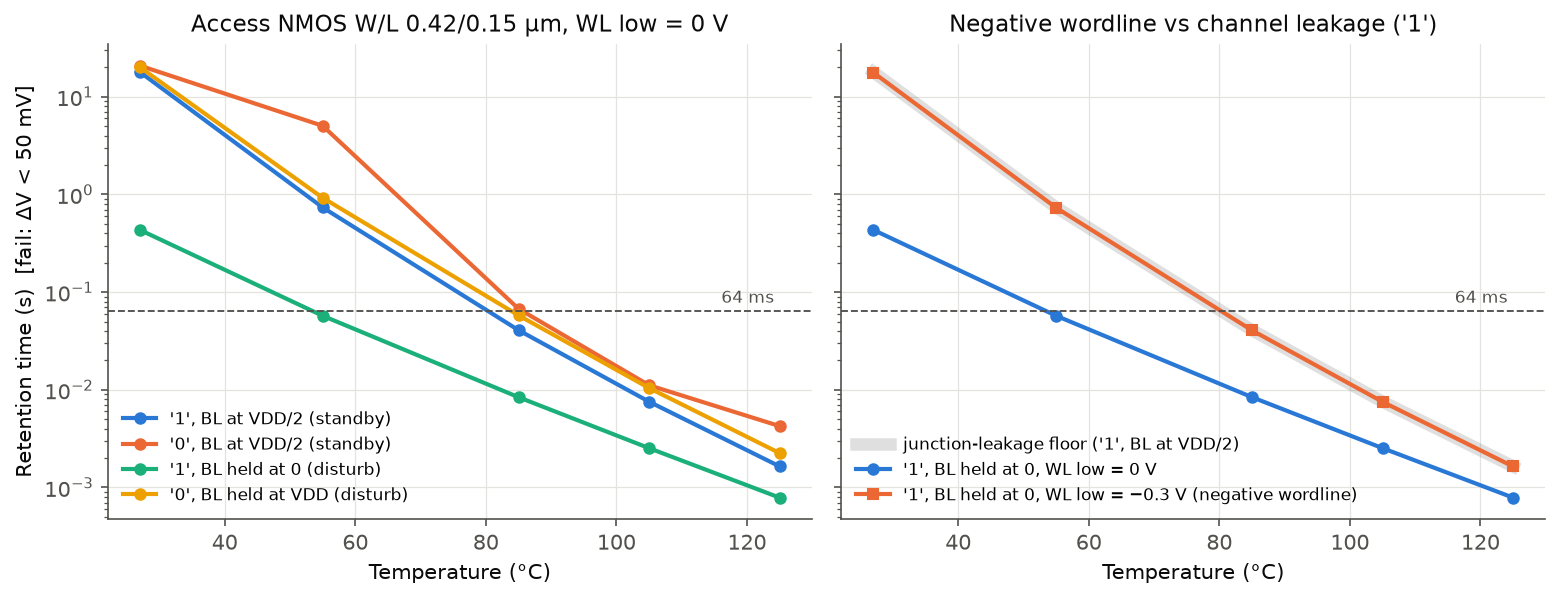 Access NMOS W/L 0.42/0.15 µm, WL low = 0 V
Retention time (s)   [fail: ΔV < 50 mV]
10¹
10⁰
10⁻¹
10⁻²
10⁻³
64 ms
'1', BL at VDD/2 (standby)
'0', BL at VDD/2 (standby)
'1', BL held at 0 (disturb)
'0', BL held at VDD (disturb)
40
60
80
100
120
Temperature (°C)
Negative wordline vs channel leakage ('1')
64 ms
junction-leakage floor ('1', BL at VDD/2)
'1', BL held at 0, WL low = 0 V
'1', BL held at 0, WL low = −0.3 V (negative wordline)
40
60
80
100
120
Temperature (°C)